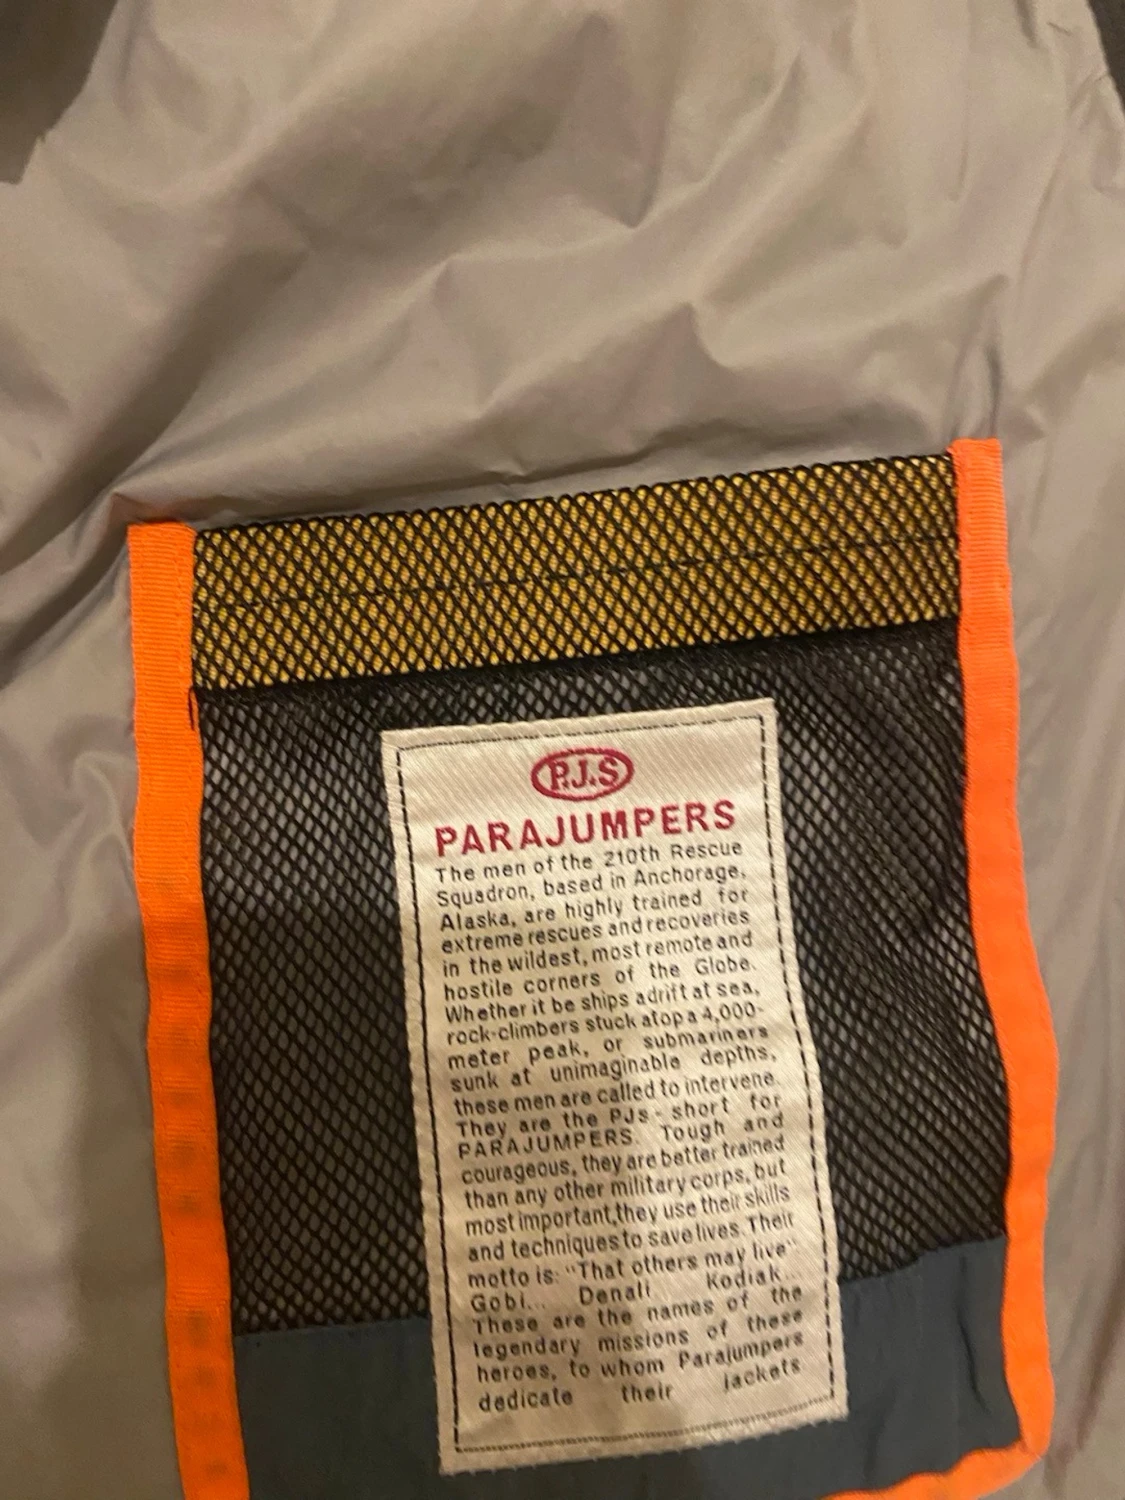 P.J.S
PARAJUMPERS
The men of the 210th Rescue
Squadron, based in Anchorage,
Alaska, are highly trained for
extreme rescues and recoveries
in the wildest, most remote and
hostile corners of the Globe.
Whether it be ships adrift at sea,
rock-climbers stuck atop a 4,000-
meter peak, or submariners
sunk at unimaginable depths,
these men are called to intervene.
They are the PJs - short for
PARAJUMPERS. Tough and
courageous, they are better trained
than any other military corps, but
most important,they use their skills
and techniques to save lives. Their
motto is: "That others may live"
Gobi... Denali Kodiak...
These are the names of the
legendary missions of these
heroes, to whom Parajumpers
dedicate their jackets